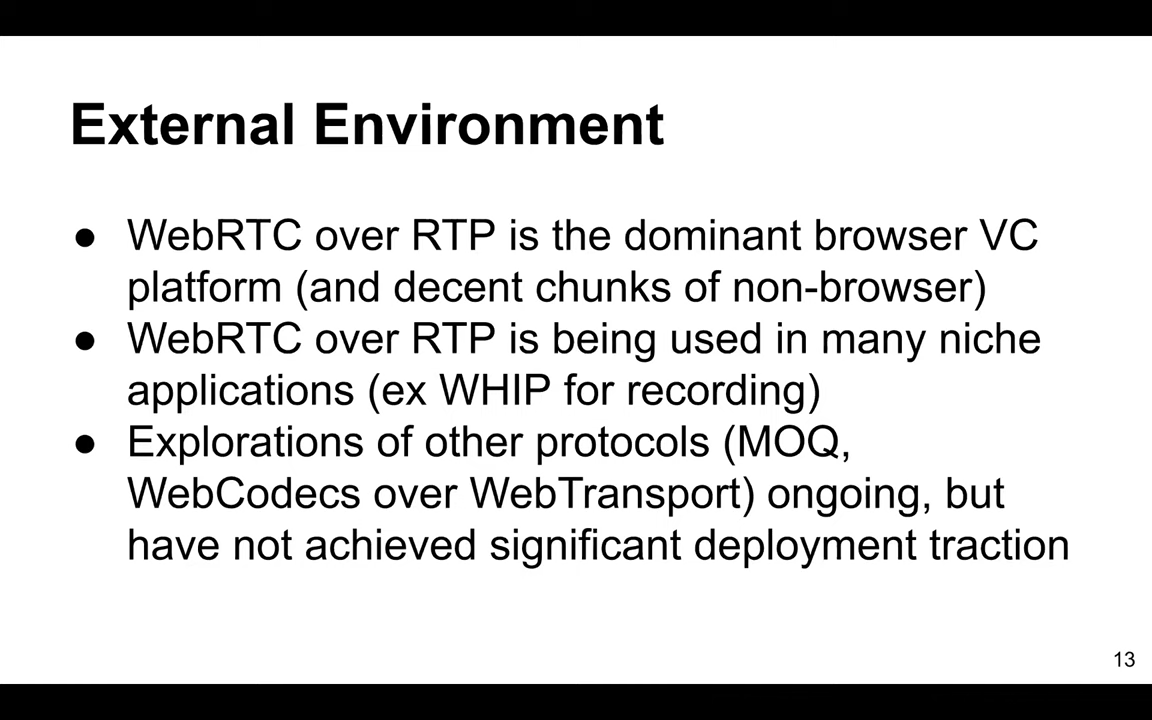 External Environment
● WebRTC over RTP is the dominant browser VC
platform (and decent chunks of non-browser)
● WebRTC over RTP is being used in many niche
applications (ex WHIP for recording)
● Explorations of other protocols (MOQ,
WebCodecs over WebTransport) ongoing, but
have not achieved significant deployment traction
13